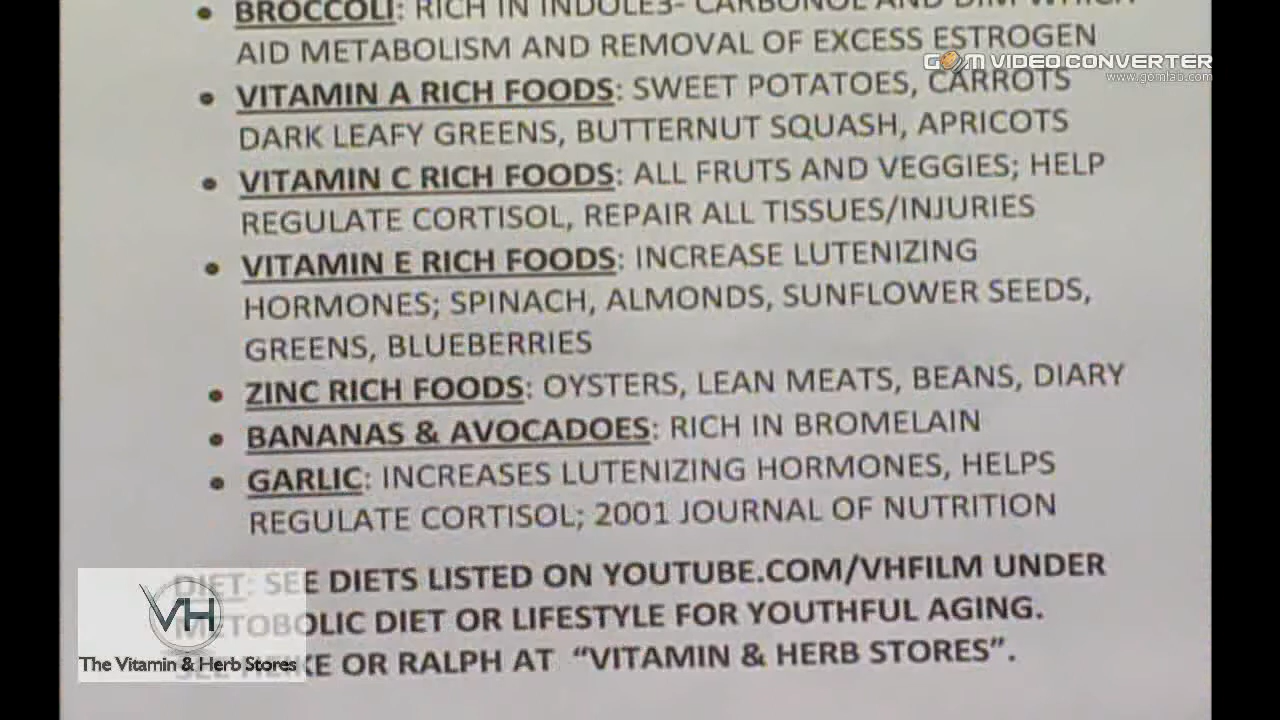 BROCCOLI: RICH IN INDOLE3- CARBONOL AND DIM WHICH
AID METABOLISM AND REMOVAL OF EXCESS ESTROGEN
GOM VIDEO CONVERTER
www.gomlab.com
VITAMIN A RICH FOODS: SWEET POTATOES, CARROTS
DARK LEAFY GREENS, BUTTERNUT SQUASH, APRICOTS
VITAMIN C RICH FOODS: ALL FRUTS AND VEGGIES; HELP
REGULATE CORTISOL, REPAIR ALL TISSUES/INJURIES
VITAMIN E RICH FOODS: INCREASE LUTENIZING
HORMONES; SPINACH, ALMONDS, SUNFLOWER SEEDS,
GREENS, BLUEBERRIES
ZINC RICH FOODS: OYSTERS, LEAN MEATS, BEANS, DIARY
BANANAS & AVOCADOES: RICH IN BROMELAIN
GARLIC: INCREASES LUTENIZING HORMONES, HELPS
REGULATE CORTISOL; 2001 JOURNAL OF NUTRITION
DIET: SEE DIETS LISTED ON YOUTUBE.COM/VHFILM UNDER
METOBOLIC DIET OR LIFESTYLE FOR YOUTHFUL AGING.
SEE HEIKE OR RALPH AT "VITAMIN & HERB STORES".
VH
The Vitamin & Herb Stores